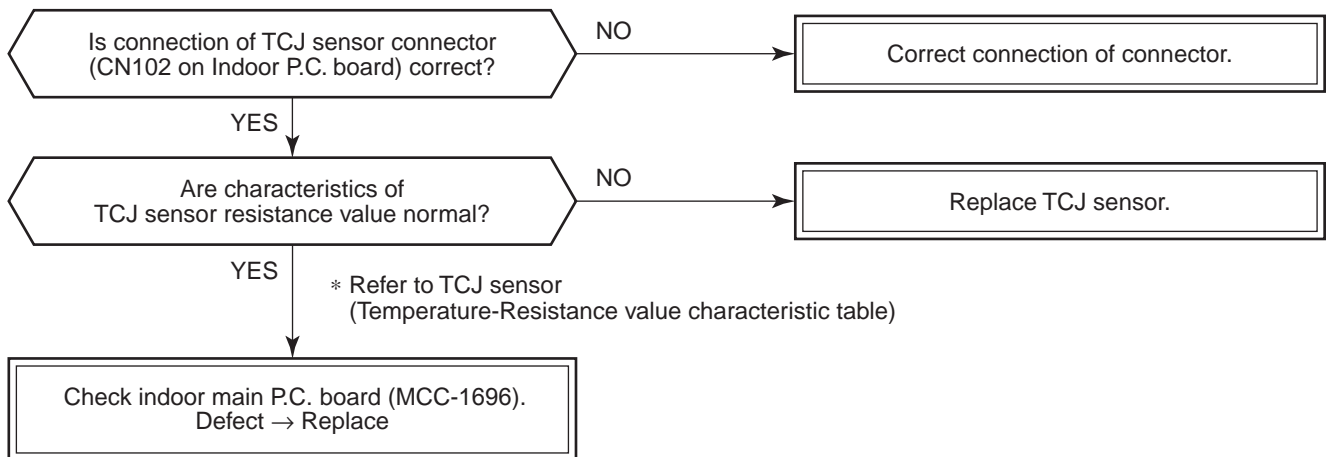 Is connection of TCJ sensor connector
(CN102 on Indoor P.C. board) correct?
NO
Correct connection of connector.
YES
Are characteristics of
TCJ sensor resistance value normal?
NO
Replace TCJ sensor.
YES
* Refer to TCJ sensor
(Temperature-Resistance value characteristic table)
Check indoor main P.C. board (MCC-1696).
Defect → Replace